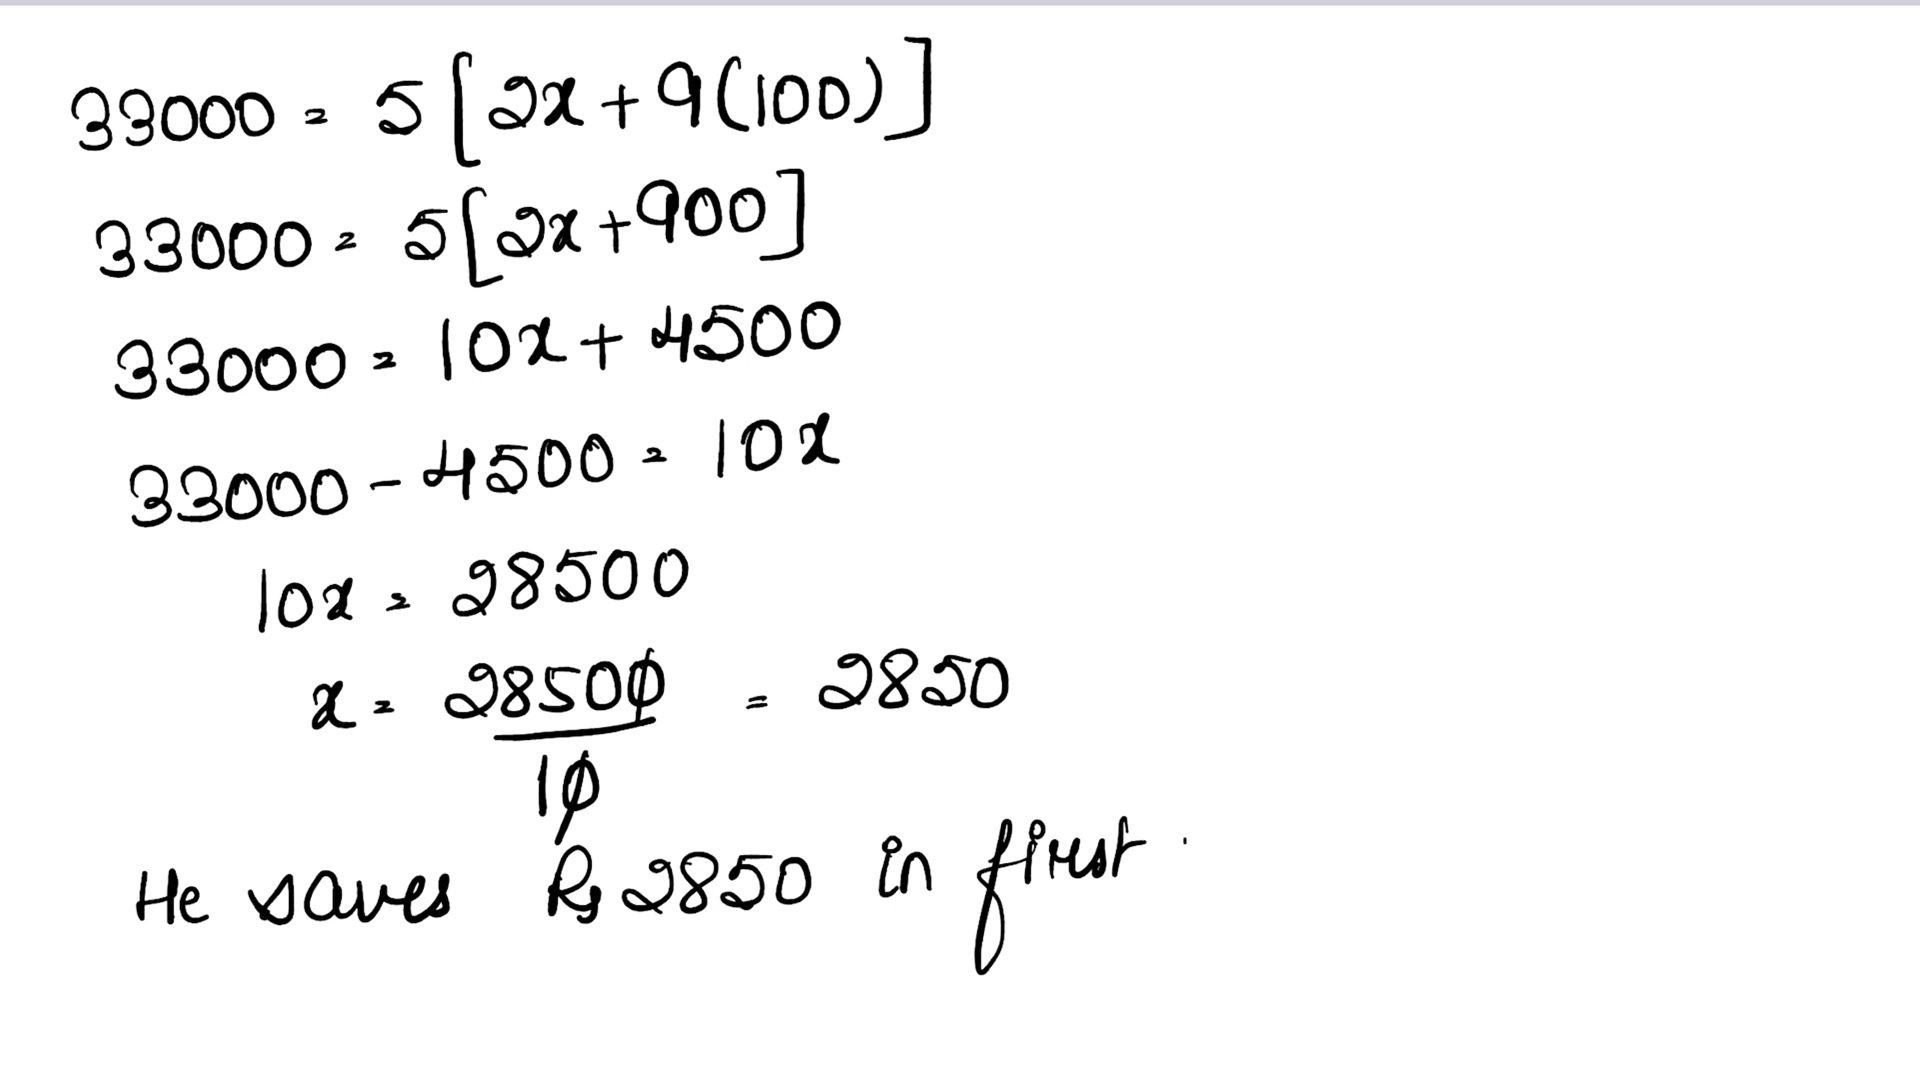 33000 = 5[2x+9(100)]
33000 = 5[2x+900]
33000 = 10x+4500
33000-4500 = 10x
10x = 28500
x = 28500/10 = 2850
He saves Rs 2850 in first.